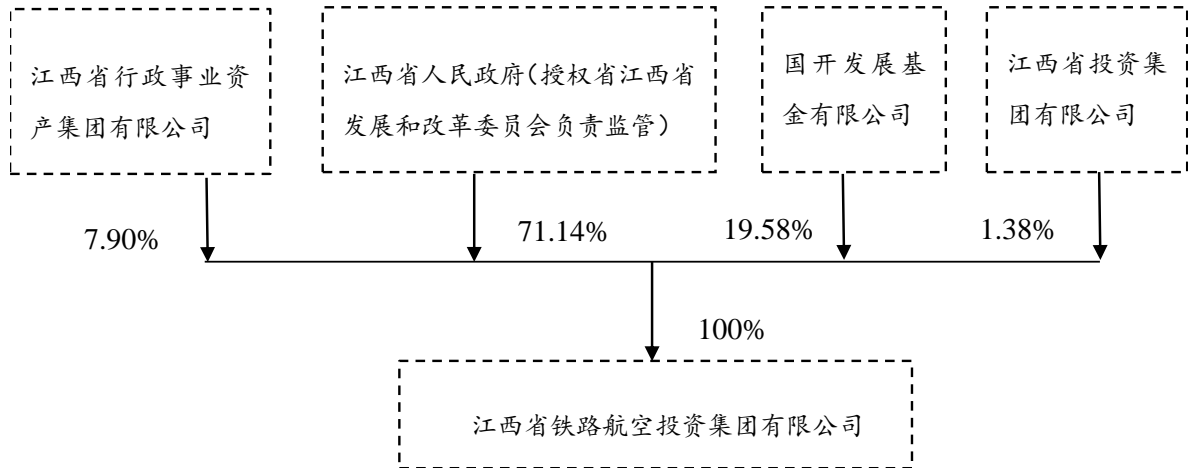 江西省行政事业资
产集团有限公司
江西省人民政府（授权省江西省
发展和改革委员会负责监管）
国开发展基
金有限公司
江西省投资集
团有限公司
7.90%
71.14%
19.58%
1.38%
100%
江西省铁路航空投资集团有限公司